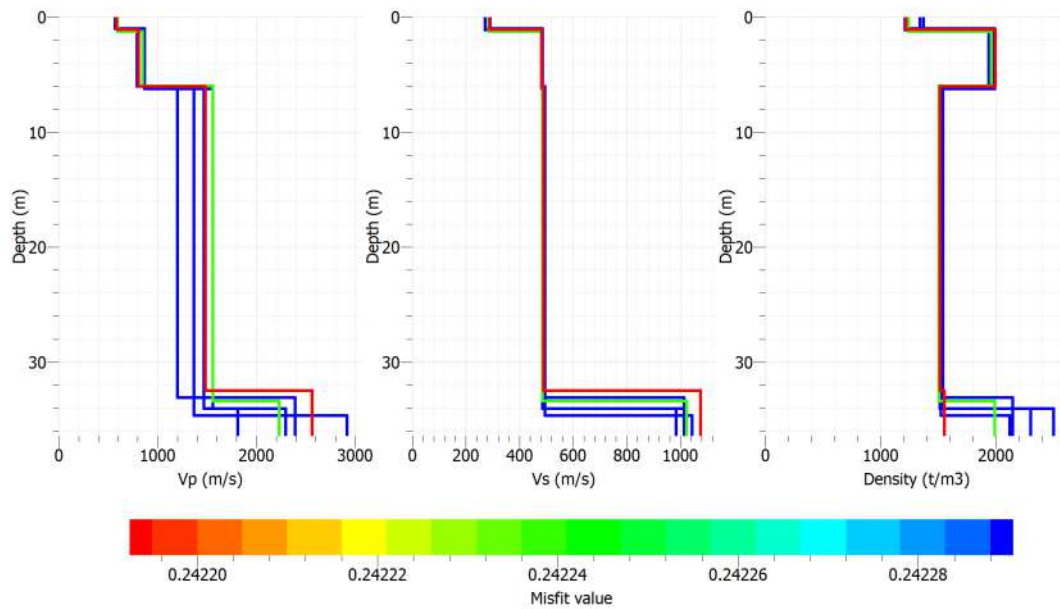 0 0 0
10 10 10
20 20 20
30 30 30
Depth (m) Depth (m) Depth (m)
0 1000 2000 3000 0 200 400 600 800 1000 0 1000 2000
Vp (m/s) Vs (m/s) Density (t/m3)
0.24220 0.24222 0.24224 0.24226 0.24228
Misfit value